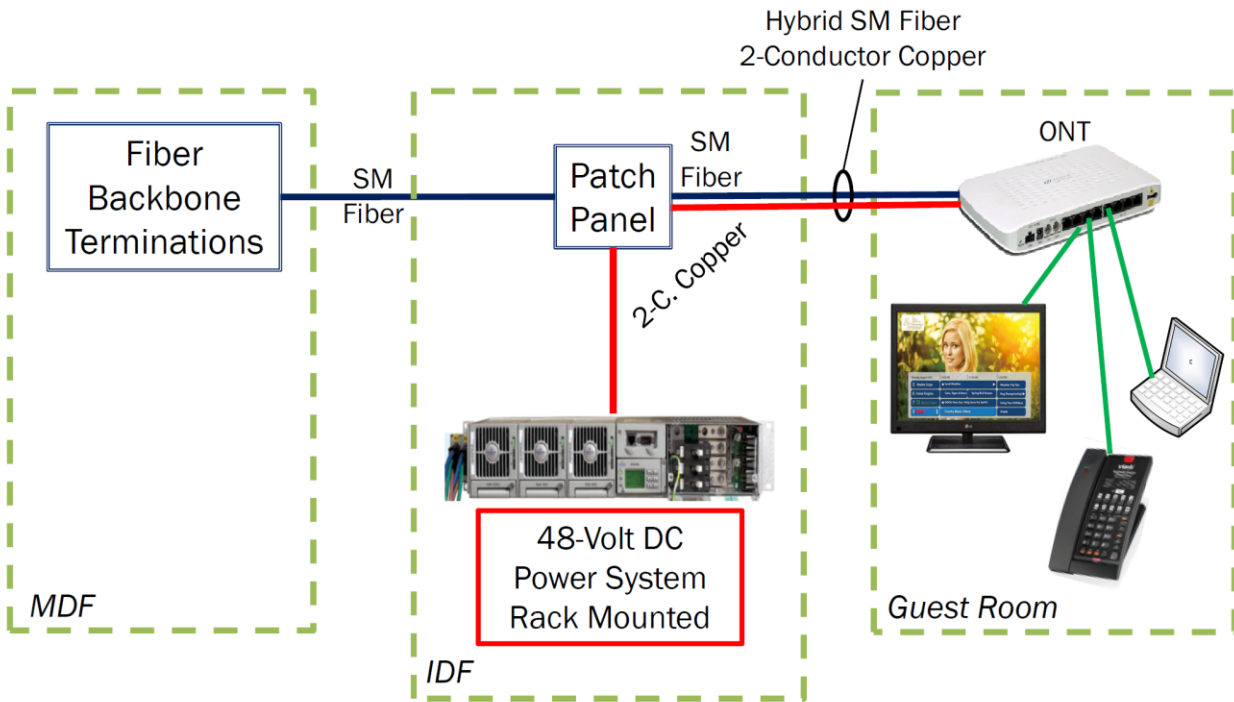 Hybrid SM Fiber
2-Conductor Copper
Fiber
Backbone
Terminations
SM
Fiber
Patch
Panel
SM
Fiber
ONT
2-C. Copper
48-Volt DC
Power System
Rack Mounted
MDF
IDF
Guest Room